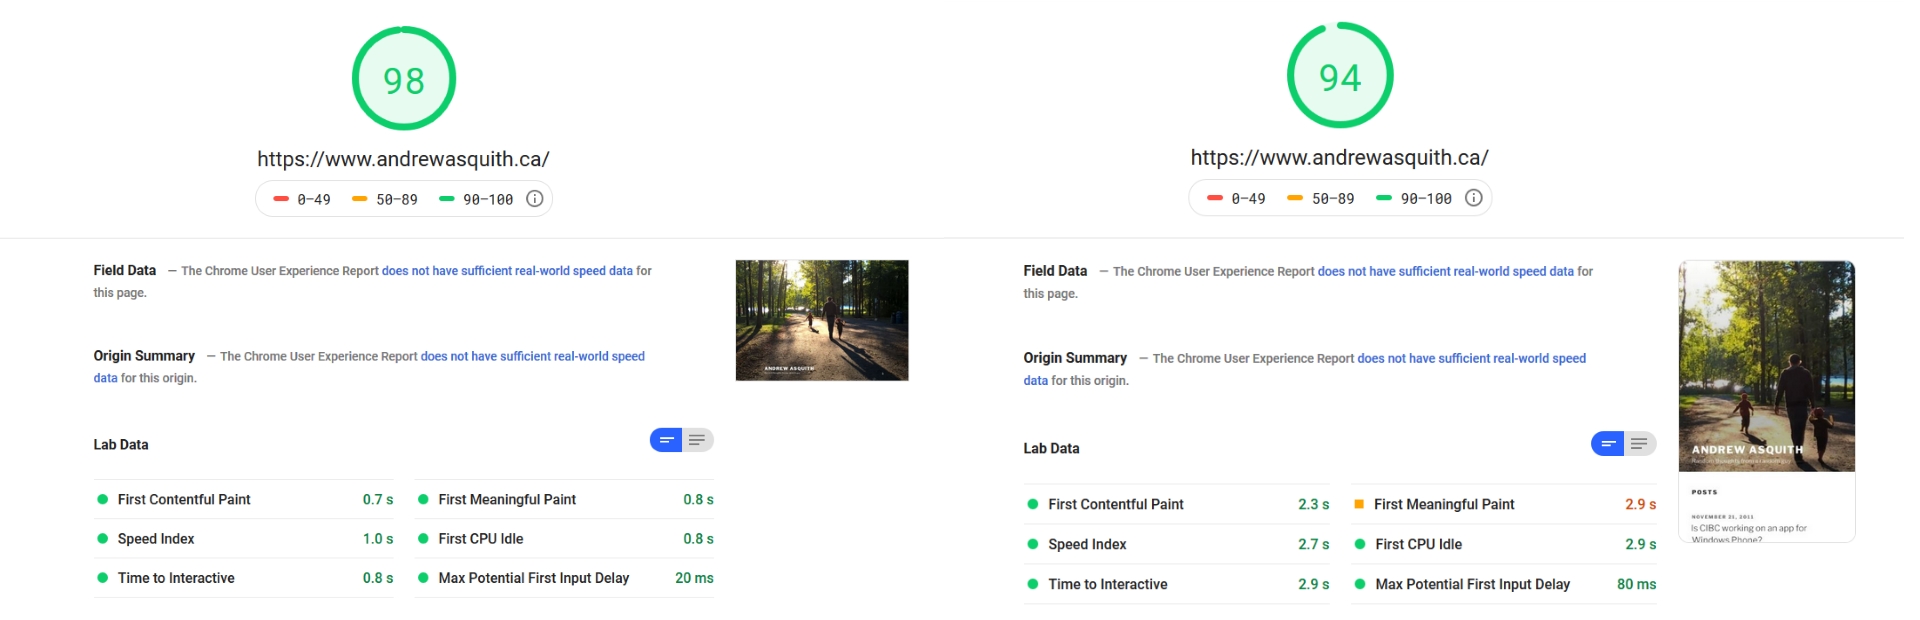 98
https://www.andrewasquith.ca/
0–49 50–89 90–100
Field Data — The Chrome User Experience Report does not have sufficient real-world speed data for
this page.
ANDREW ASQUITH
Origin Summary — The Chrome User Experience Report does not have sufficient real-world speed
data for this origin.
Lab Data
First Contentful Paint 0.7 s
First Meaningful Paint 0.8 s
Speed Index 1.0 s
First CPU Idle 0.8 s
Time to Interactive 0.8 s
Max Potential First Input Delay 20 ms
94
https://www.andrewasquith.ca/
0–49 50–89 90–100
Field Data — The Chrome User Experience Report does not have sufficient real-world speed data for
this page.
Origin Summary — The Chrome User Experience Report does not have sufficient real-world speed
data for this origin.
Lab Data
First Contentful Paint 2.3 s
First Meaningful Paint 2.9 s
Speed Index 2.7 s
First CPU Idle 2.9 s
Time to Interactive 2.9 s
Max Potential First Input Delay 80 ms
ANDREW ASQUITH
POSTS
NOVEMBER 21, 2011
Is CIBC working on an app for
Windows Phone?